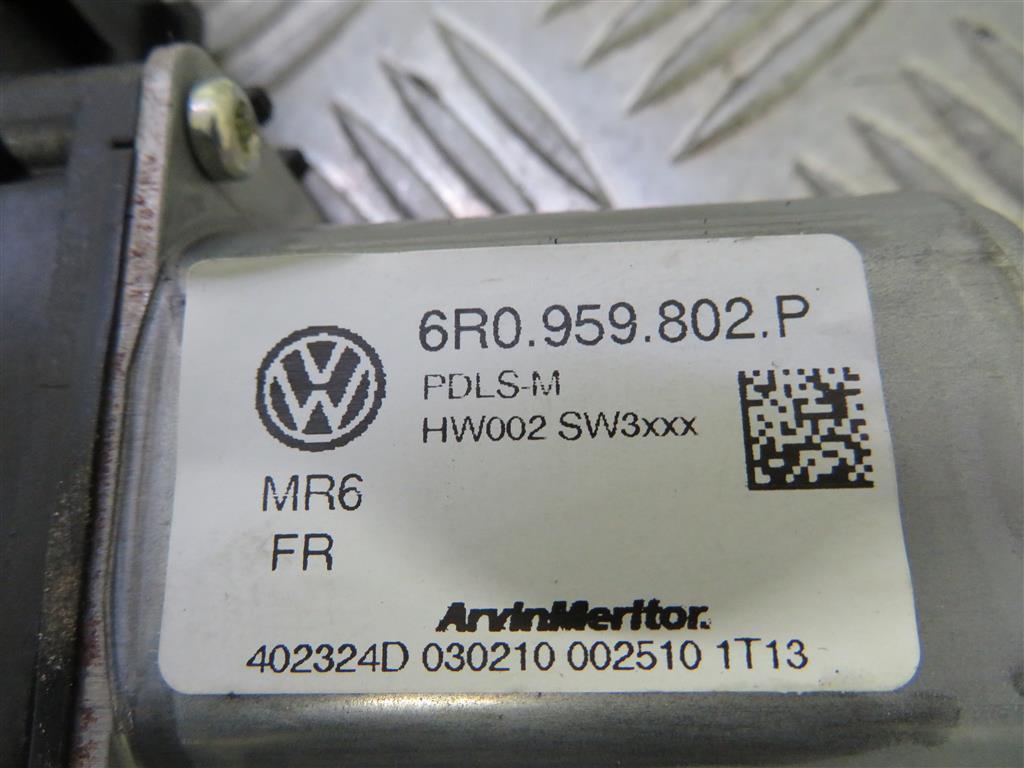 6R0.959.802.P
PDLS-M
HW002 SW3xxx
MR6
FR
ArvinMeritor.
402324D 030210 002510 1T13